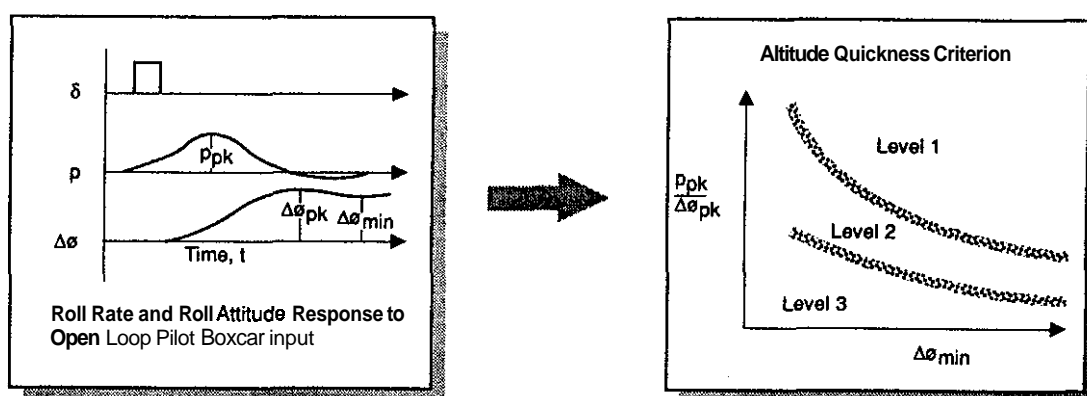 δ
p
p_pk
Δø
Δø_pk
Δø_min
Time, t
Roll Rate and Roll Attitude Response to
Open Loop Pilot Boxcar input
Altitude Quickness Criterion
p_pk
Δø_pk
Level 1
Level 2
Level 3
Δø_min